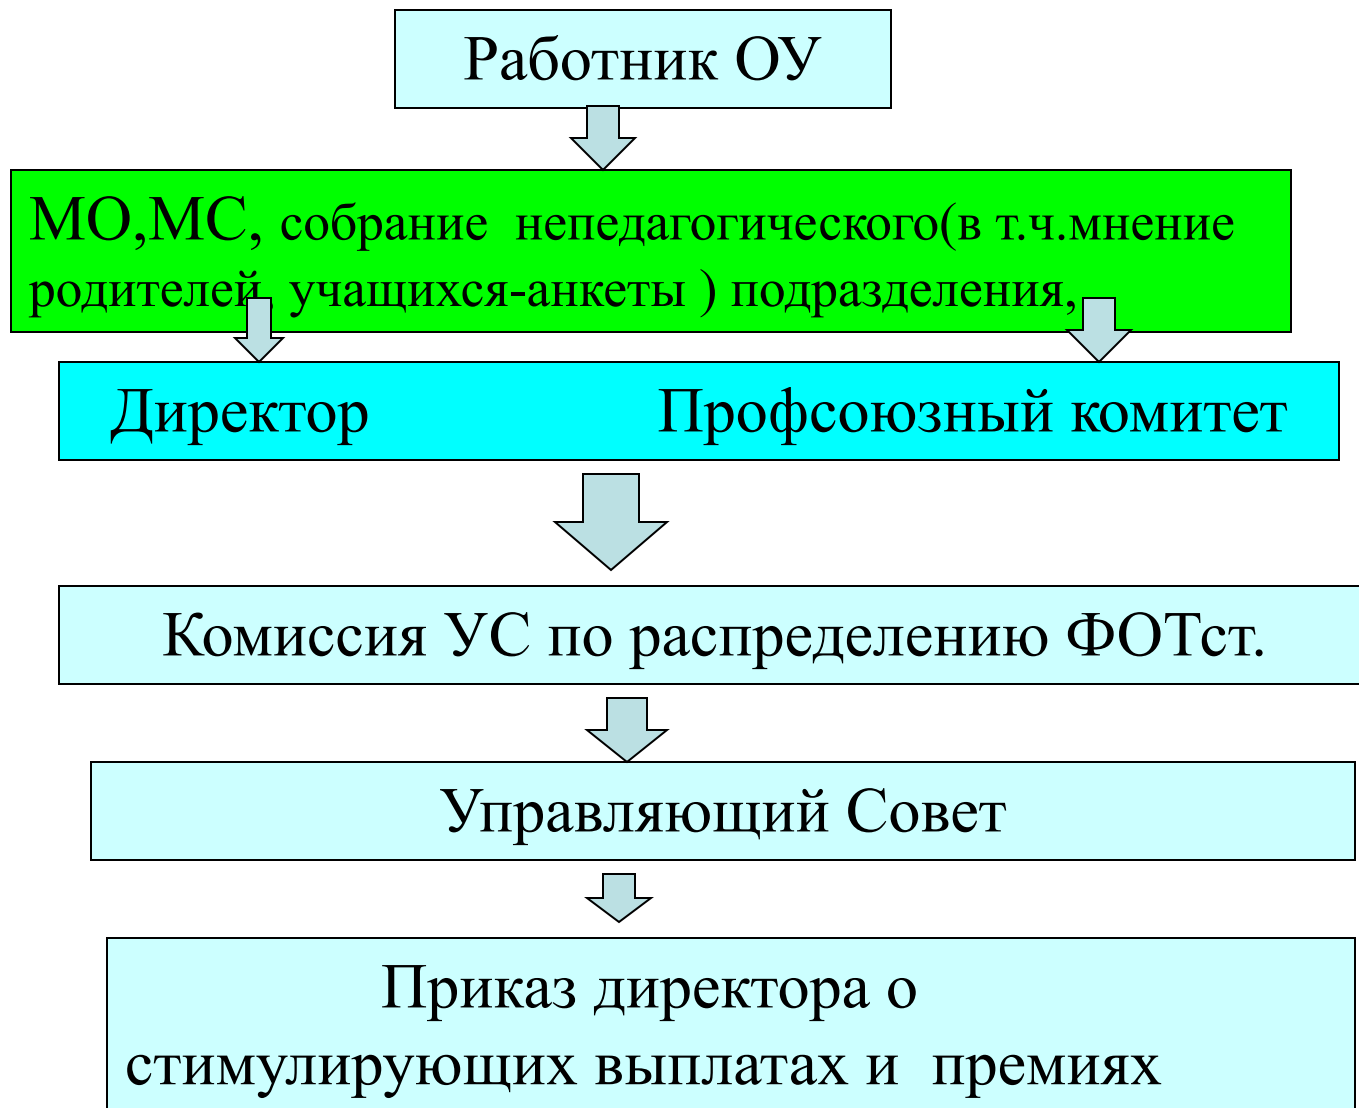 Работник ОУ
МО,МС, собрание непедагогического(в т.ч.мнение
родителей, учащихся-анкеты ) подразделения,
Директор Профсоюзный комитет
Комиссия УС по распределению ФОТст.
Управляющий Совет
Приказ директора о
стимулирующих выплатах и премиях